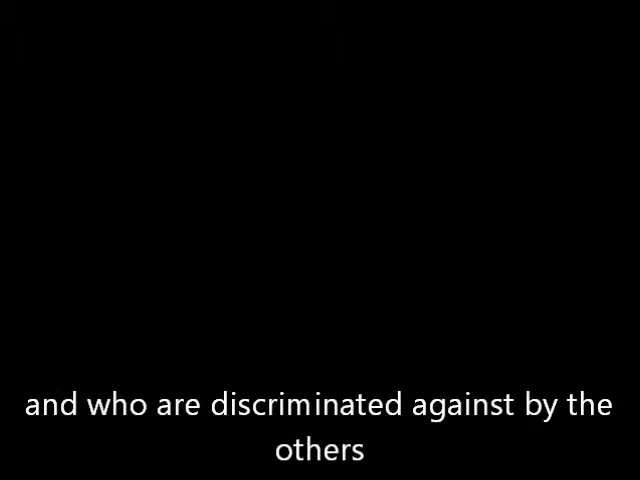 and who are discriminated against by the
others